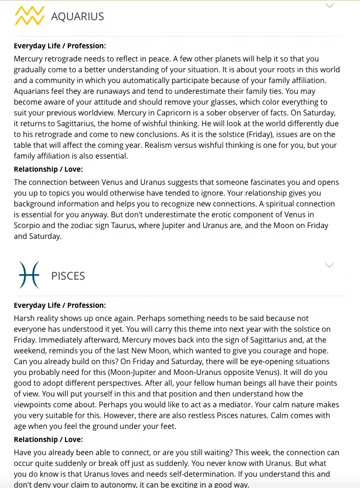 AQUARIUS
Everyday Life / Profession:
Mercury retrograde needs to reflect in peace. A few other planets will help it so that you
gradually come to a better understanding of your situation. It is about your roots in this world
and a community in which you automatically participate because of your family affiliation.
Aquarians feel they are runaways and tend to underestimate their family ties. You may
become aware of your attitude and should remove your glasses, which color everything to
suit your previous worldview. Mercury in Capricorn is a sober observer of facts. On Saturday,
it returns to Sagittarius, the home of wishful thinking. He will look at the world differently due
to his retrograde and come to new conclusions. As it is the solstice (Friday), issues are on the
table that will affect the coming year. Realism versus wishful thinking is one for you, but your
family affiliation is also essential.
Relationship / Love:
The connection between Venus and Uranus suggests that someone fascinates you and opens
you up to topics you would otherwise have tended to ignore. Your relationship gives you
background information and helps you to recognize new connections. A spiritual connection
is essential for you anyway. But don't underestimate the erotic component of Venus in
Scorpio and the zodiac sign Taurus, where Jupiter and Uranus are, and the Moon on Friday
and Saturday.
PISCES
Everyday Life / Profession:
Harsh reality shows up once again. Perhaps something needs to be said because not
everyone has understood it yet. You will carry this theme into next year with the solstice on
Friday. Immediately afterward, Mercury moves back into the sign of Sagittarius and, at the
weekend, reminds you of the last New Moon, which wanted to give you courage and hope.
Can you already build on this? On Friday and Saturday, there will be eye-opening situations
you probably need for this (Moon-Jupiter and Moon-Uranus opposite Venus). It will do you
good to adopt different perspectives. After all, your fellow human beings all have their points
of view. You will put yourself in this and that position and then understand how the
viewpoints come about. Perhaps you would like to act as a mediator. Your calm nature makes
you very suitable for this. However, there are also restless Pisces natures. Calm comes with
age when you feel the ground under your feet.
Relationship / Love:
Have you already been able to connect, or are you still waiting? This week, the connection can
occur quite suddenly or break off just as suddenly. You never know with Uranus. But what
you do know is that Uranus loves and needs self-determination. If you understand this and
don't deny your claim to autonomy, it can be exciting in a good way.